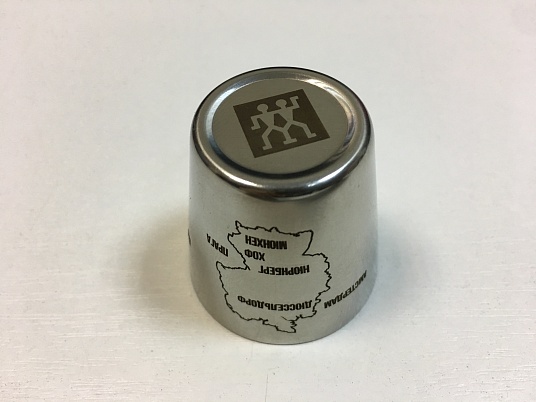 АМСТЕРДАМ
ДЮССЕЛЬДОРФ
НЮРНБЕРГ
ХОФ
ПРАГА
МЮНХЕН